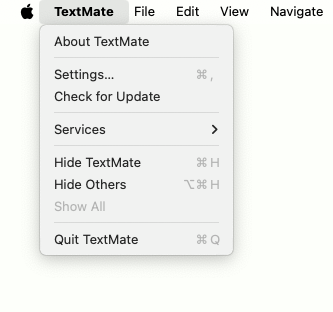 TextMate File Edit View Navigate
About TextMate
Settings... ⌘,
Check for Update
Services
Hide TextMate ⌘H
Hide Others ⌥⌘H
Show All
Quit TextMate ⌘Q